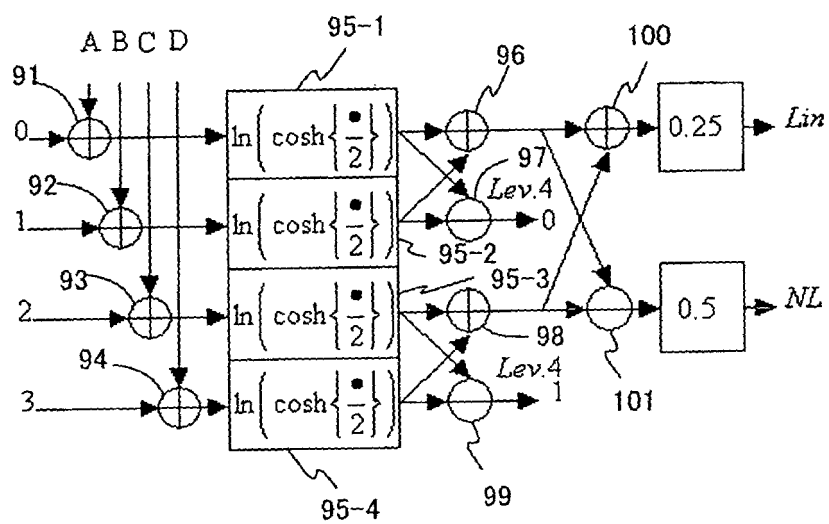 95-1
A B C D
96
100
91
0
ln(cosh{•/2})
0.25
Lin
97
Lev.4
92
1
ln(cosh{•/2})
0
95-2
93
95-3
2
ln(cosh{•/2})
0.5
NL
98
94
Lev.4
3
ln(cosh{•/2})
1
101
99
95-4